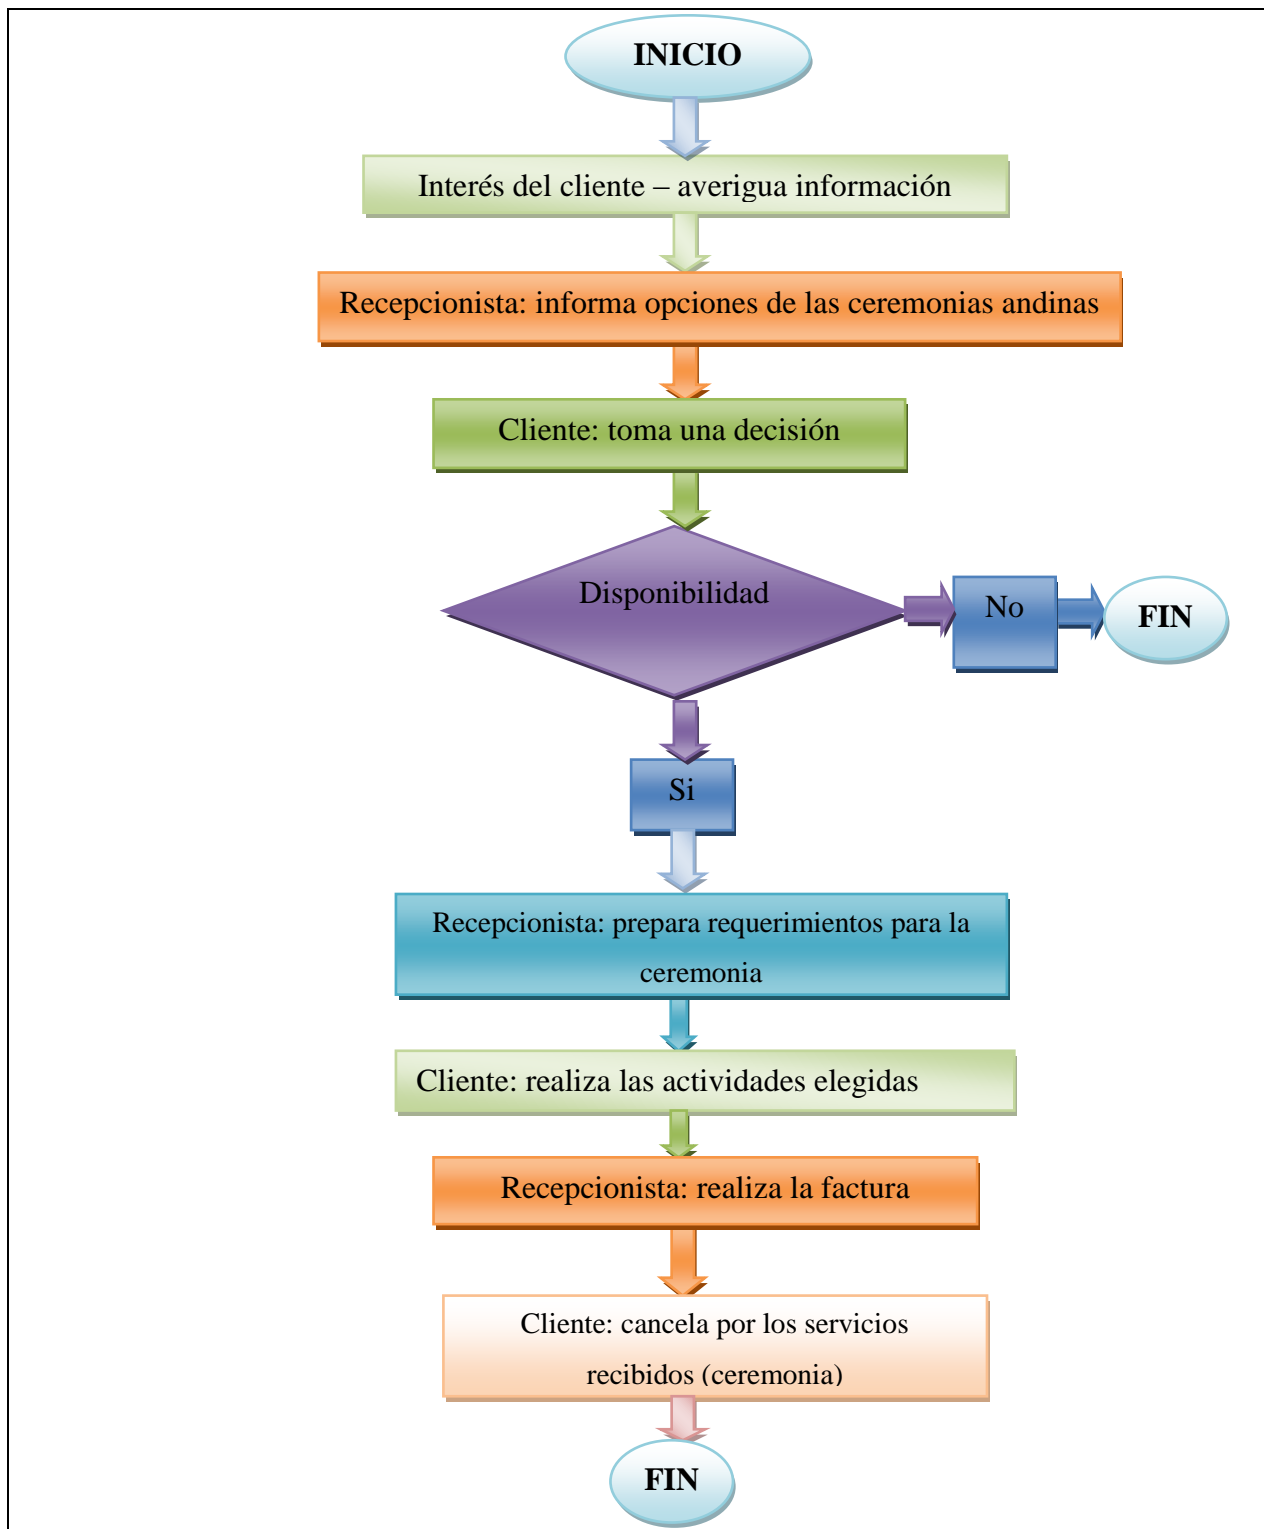 INICIO
Interés del cliente – averigua información
Recepcionista: informa opciones de las ceremonias andinas
Cliente: toma una decisión
Disponibilidad
No
FIN
Si
Recepcionista: prepara requerimientos para la
ceremonia
Cliente: realiza las actividades elegidas
Recepcionista: realiza la factura
Cliente: cancela por los servicios
recibidos (ceremonia)
FIN